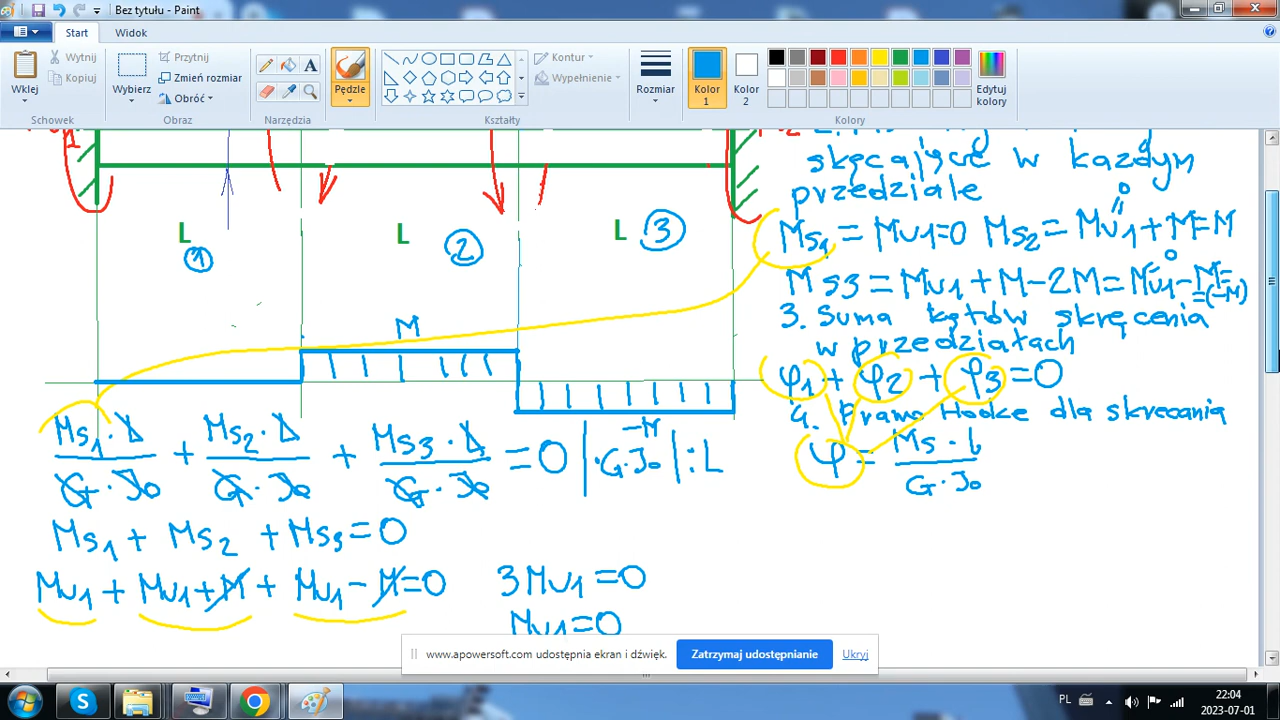 Bez tytułu - Paint
Start Widok
Wklej
Wytnij
Kopiuj
Schowek
Wybierz
Przytnij
Zmień rozmiar
Obróć
Obraz
A
Narzędzia
Pędzle
Kształty
Kontur
Wypełnienie
Rozmiar
Kolor 1
Kolor 2
Edytuj kolory
Kolory
skęcające w każdym
przedziale
L L L
1 2 3
Ms1 = Mu1=0 Ms2 = Mu1+M=M
0
Ms3 = Mu1 + M - 2M = Mu1 - M =
0
=(-M)
3. Suma kątów skręcenia
w przedziałach
M
φ1 + φ2 + φ3 = 0
4. Prawo Hooke dla skręcania
φ = Ms · L / G · Jo
-M
Ms1 · L / G · Jo + Ms2 · L / G · Jo + Ms3 · L / G · Jo = 0 | · G · Jo | : L
Ms1 + Ms2 + Ms3 = 0
Mu1 + Mu1 + M + Mu1 - M = 0 3Mu1 = 0
Mu1 = 0
www.apowersoft.com udostępnia ekran i dźwięk. Zatrzymaj udostępnianie Ukryj
PL 22:04
2023-07-01